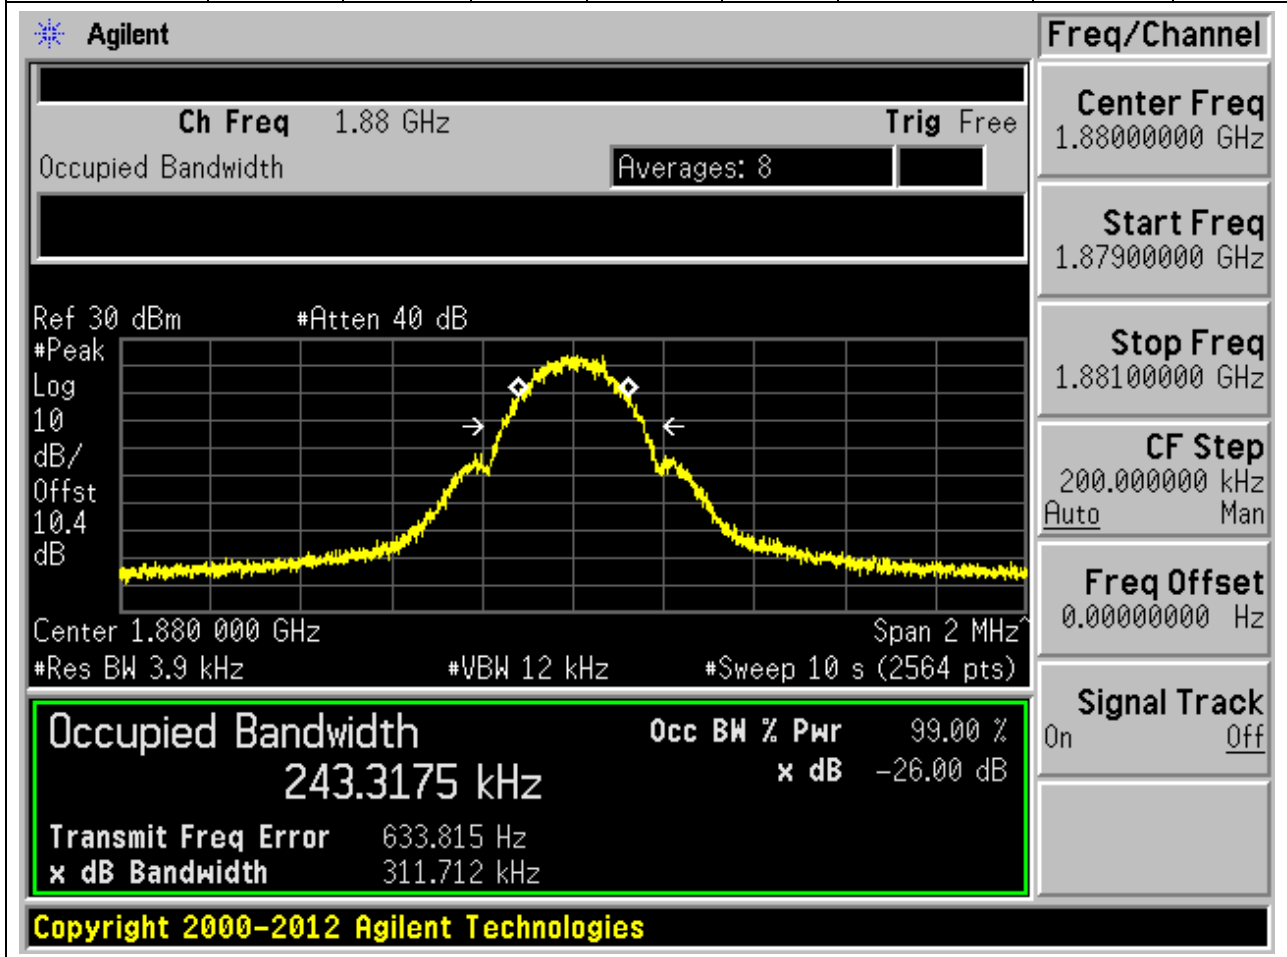 Agilent
Freq/Channel
Ch Freq 1.88 GHz Trig Free
Occupied Bandwidth Averages: 8
Center Freq
1.88000000 GHz
Start Freq
1.87900000 GHz
Stop Freq
1.88100000 GHz
CF Step
200.000000 kHz
Auto Man
Freq Offset
0.00000000 Hz
Signal Track
On Off
Ref 30 dBm #Atten 40 dB
#Peak
Log
10
dB/
Offst
10.4
dB
Center 1.880 000 GHz Span 2 MHz^
#Res BW 3.9 kHz #VBW 12 kHz #Sweep 10 s (2564 pts)
Occupied Bandwidth Occ BW % Pwr 99.00 %
243.3175 kHz x dB -26.00 dB
Transmit Freq Error 633.815 Hz
x dB Bandwidth 311.712 kHz
Copyright 2000-2012 Agilent Technologies